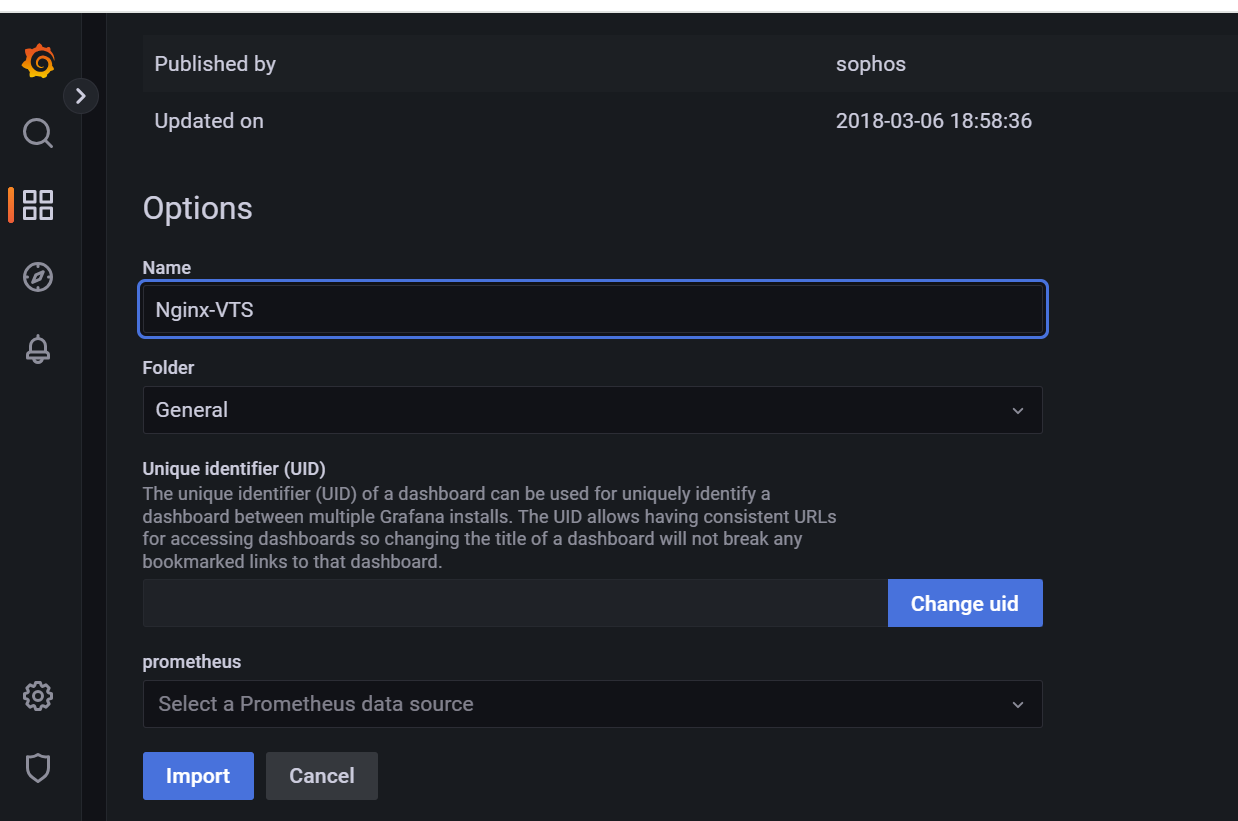 Published by sophos
Updated on 2018-03-06 18:58:36
Options
Name
Nginx-VTS
Folder
General
Unique identifier (UID)
The unique identifier (UID) of a dashboard can be used for uniquely identify a
dashboard between multiple Grafana installs. The UID allows having consistent URLs
for accessing dashboards so changing the title of a dashboard will not break any
bookmarked links to that dashboard.
Change uid
prometheus
Select a Prometheus data source
Import Cancel